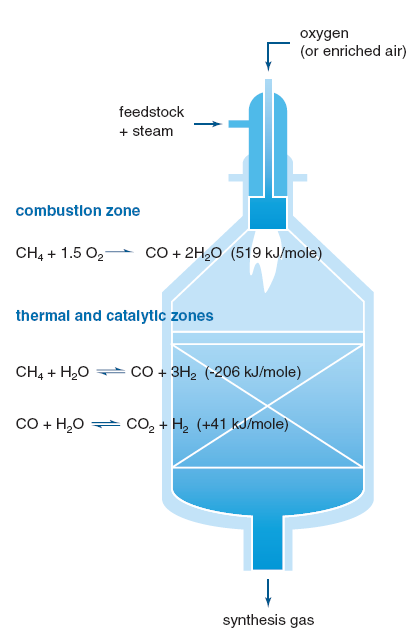 oxygen
(or enriched air)
feedstock
+ steam
combustion zone
CH₄ + 1.5 O₂ → CO + 2H₂O (519 kJ/mole)
thermal and catalytic zones
CH₄ + H₂O ⇌ CO + 3H₂ (-206 kJ/mole)
CO + H₂O ⇌ CO₂ + H₂ (+41 kJ/mole)
synthesis gas